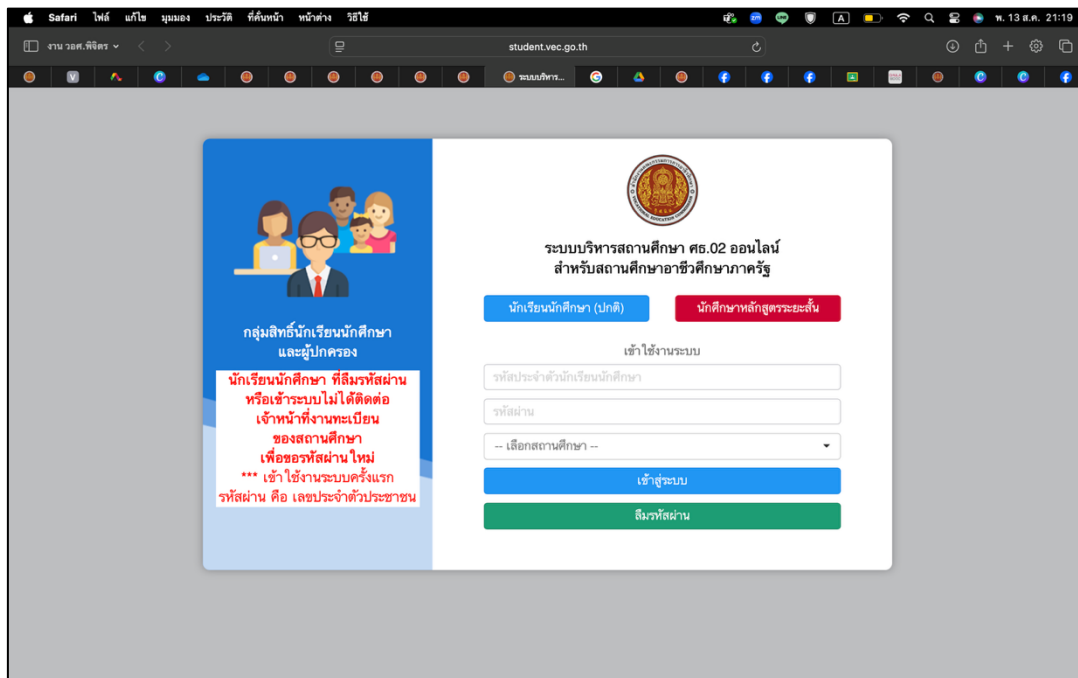 Safari ไฟล์ แก้ไข มุมมอง ประวัติ ที่คั่นหน้า หน้าต่าง วิธีใช้
zm LINE A พ. 13 ส.ค. 21:19
งาน วอศ.พิจิตร
student.vec.go.th
ระบบบริหาร...
ระบบบริหารสถานศึกษา ศธ.02 ออนไลน์
สำหรับสถานศึกษาอาชีวศึกษาภาครัฐ
นักเรียนนักศึกษา (ปกติ)
นักศึกษาหลักสูตรระยะสั้น
กลุ่มสิทธิ์นักเรียนนักศึกษา
และผู้ปกครอง
นักเรียนนักศึกษา ที่ลืมรหัสผ่าน
หรือเข้าระบบไม่ได้ติดต่อ
เจ้าหน้าที่งานทะเบียน
ของสถานศึกษา
เพื่อขอรหัสผ่านใหม่
*** เข้าใช้งานระบบครั้งแรก
รหัสผ่าน คือ เลขประจำตัวประชาชน
เข้าใช้งานระบบ
รหัสประจำตัวนักเรียนนักศึกษา
รหัสผ่าน
-- เลือกสถานศึกษา --
เข้าสู่ระบบ
ลืมรหัสผ่าน